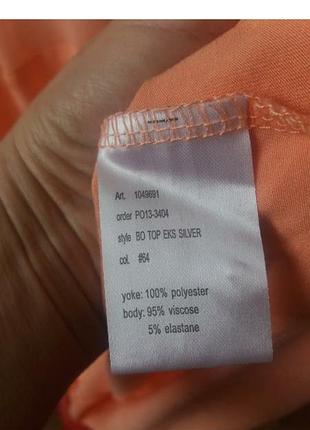 Art. 1049691
order PO13-3404
style BO TOP EKS SILVER
col. #64
yoke: 100% polyester
body: 95% viscose
5% elastane